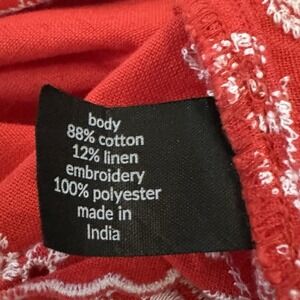 body
88% cotton
12% linen
embroidery
100% polyester
made in
India